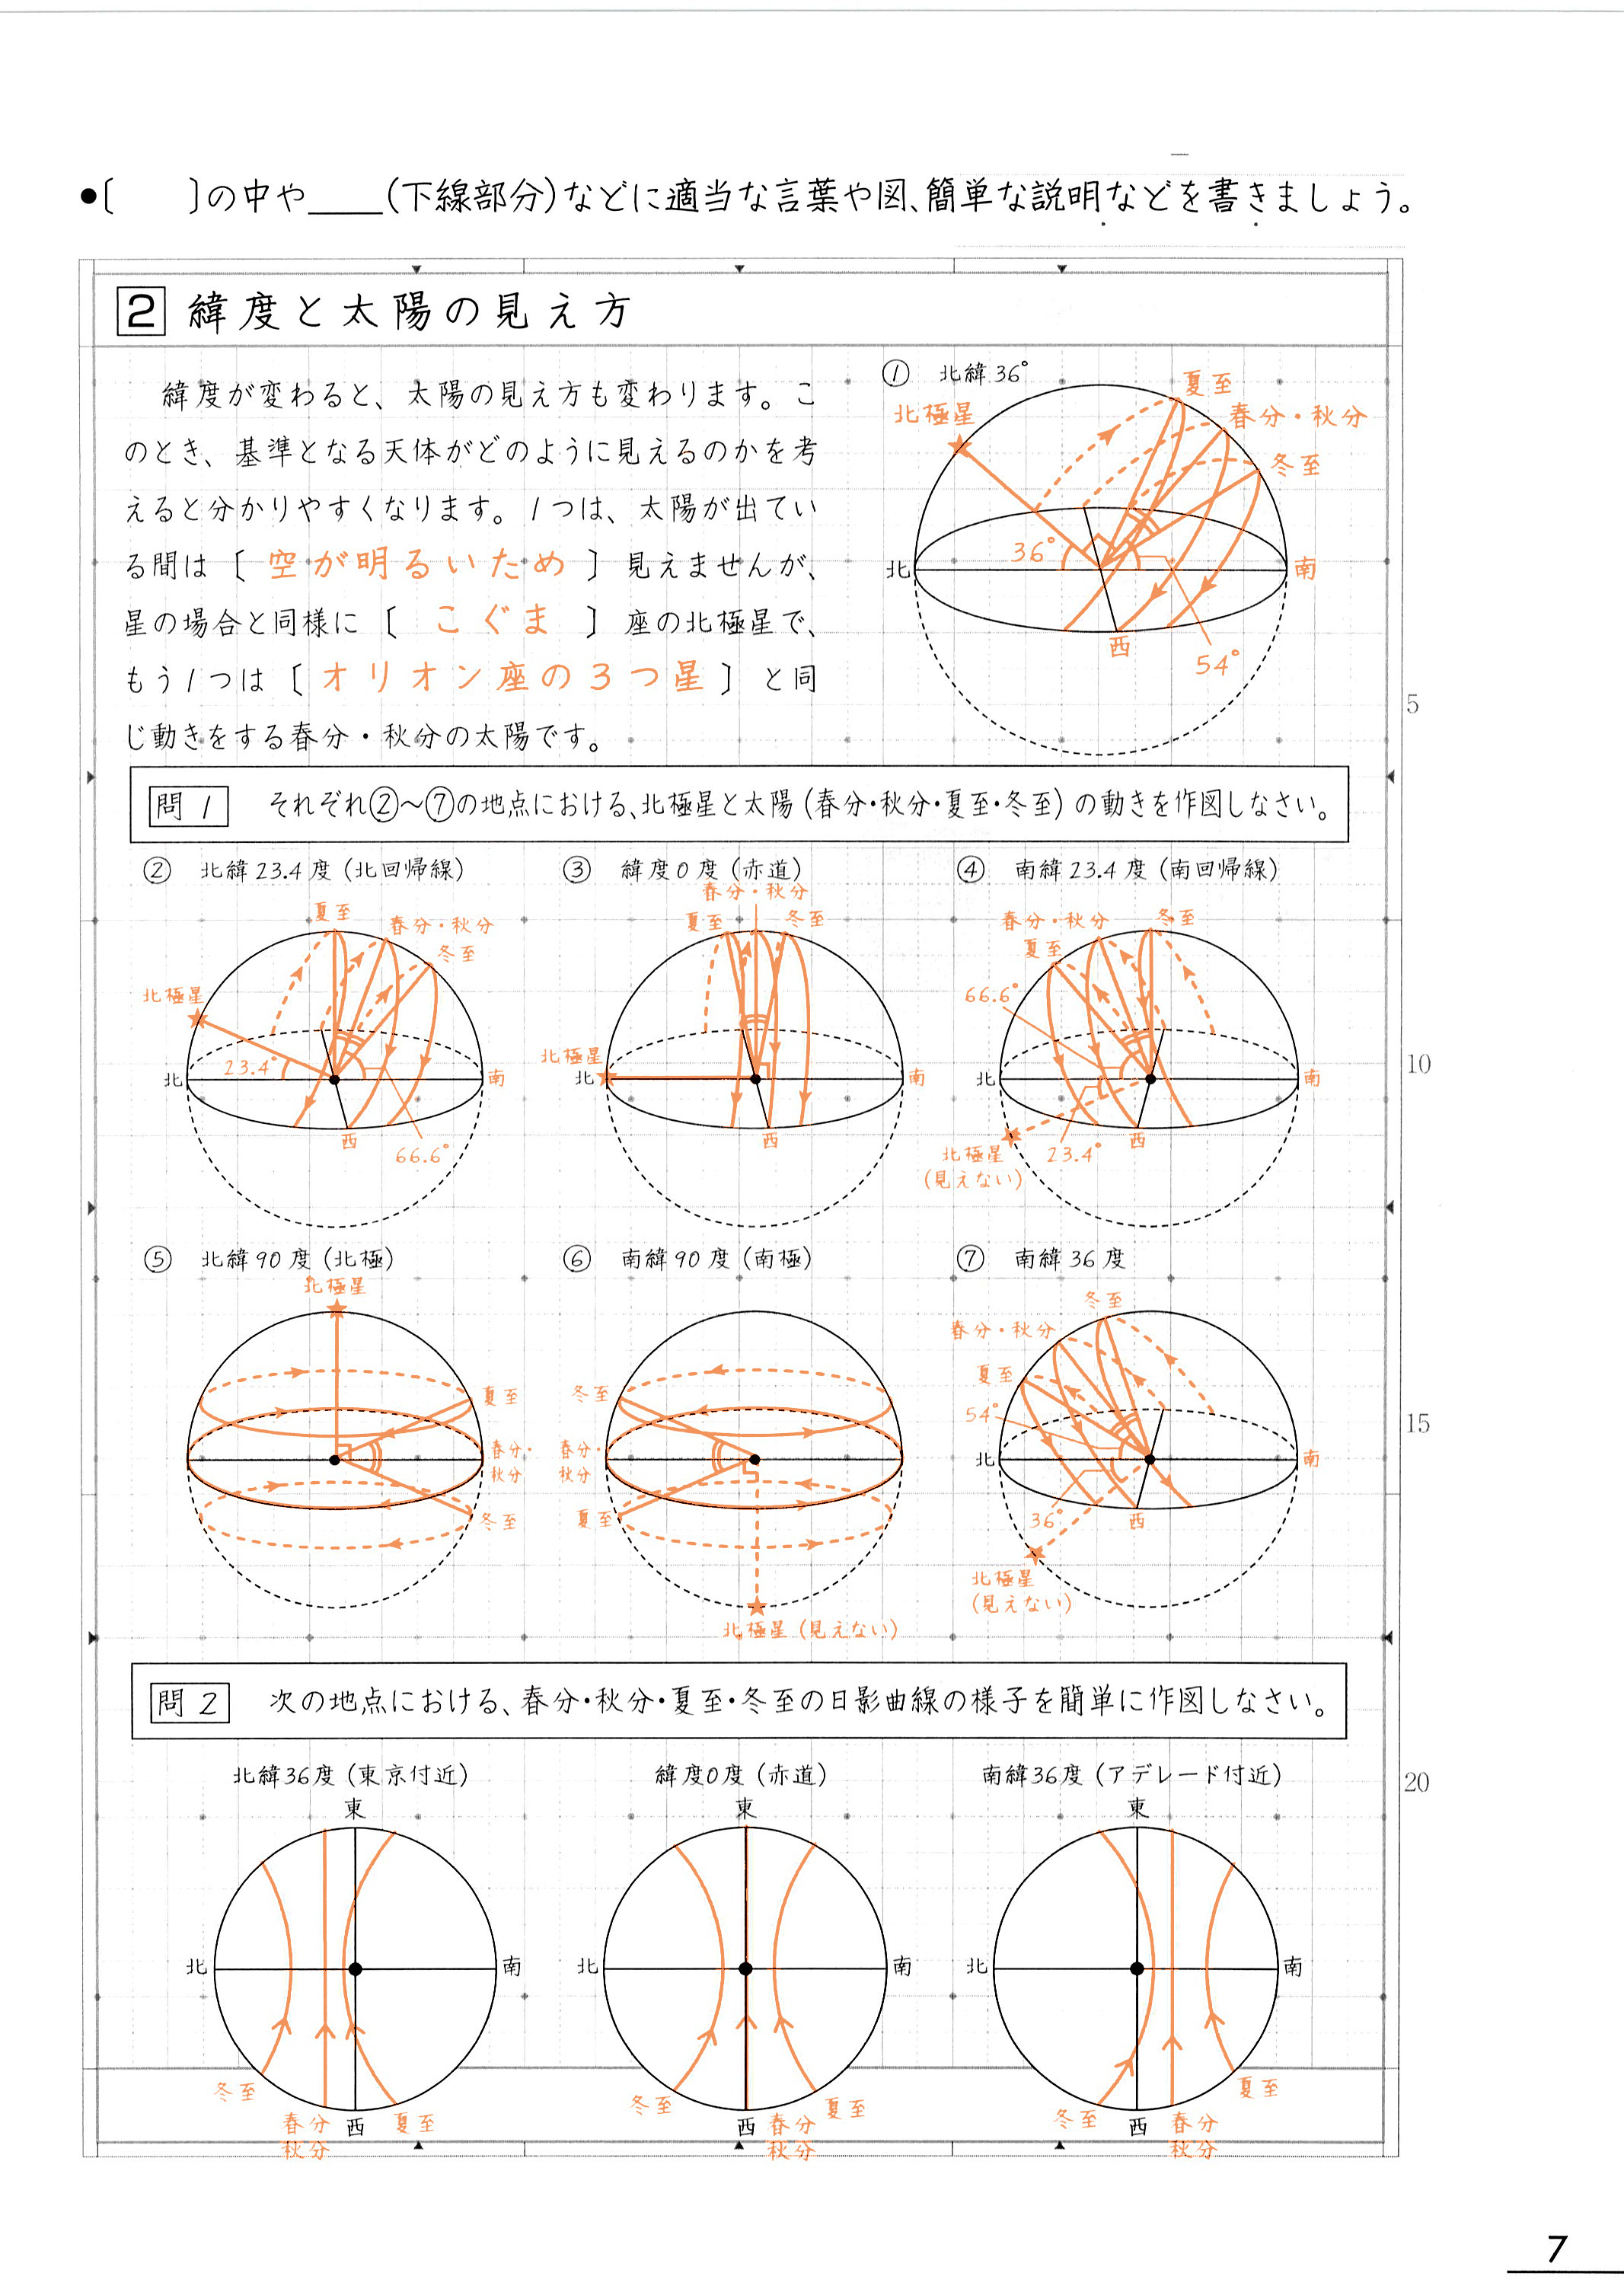 ●〔　　〕の中や＿＿（下線部分）などに適当な言葉や図、簡単な説明などを書きましょう。
2 緯度と太陽の見え方
緯度が変わると、太陽の見え方も変わります。こ
のとき、基準となる天体がどのように見えるのかを考
えると分かりやすくなります。1つは、太陽が出てい
る間は〔 空が明るいため 〕見えませんが、
星の場合と同様に〔 こぐま 〕座の北極星で、
もう1つは〔 オリオン座の3つ星 〕と同
じ動きをする春分・秋分の太陽です。
① 北緯36°
夏至
北極星
春分・秋分
冬至
36°
北
南
西
54°
5
問1　それぞれ②〜⑦の地点における、北極星と太陽（春分・秋分・夏至・冬至）の動きを作図しなさい。
② 北緯23.4度（北回帰線）
夏至
春分・秋分
冬至
北極星
23.4°
北
南
西
66.6°
③ 緯度0度（赤道）
春分・秋分
夏至
冬至
北極星
北
南
西
④ 南緯23.4度（南回帰線）
春分・秋分
冬至
夏至
66.6°
北
南
西
北極星
（見えない）
23.4°
10
⑤ 北緯90度（北極）
北極星
夏至
春分・
秋分
冬至
⑥ 南緯90度（南極）
冬至
春分・
秋分
夏至
北極星（見えない）
⑦ 南緯36度
冬至
春分・秋分
夏至
54°
北
南
36°
西
北極星
（見えない）
15
問2　次の地点における、春分・秋分・夏至・冬至の日影曲線の様子を簡単に作図しなさい。
北緯36度（東京付近）
東
北
南
冬至
春分
秋分
西
夏至
緯度0度（赤道）
東
北
南
冬至
西
春分
秋分
夏至
南緯36度（アデレード付近）
東
北
南
冬至
西
春分
秋分
夏至
20
7